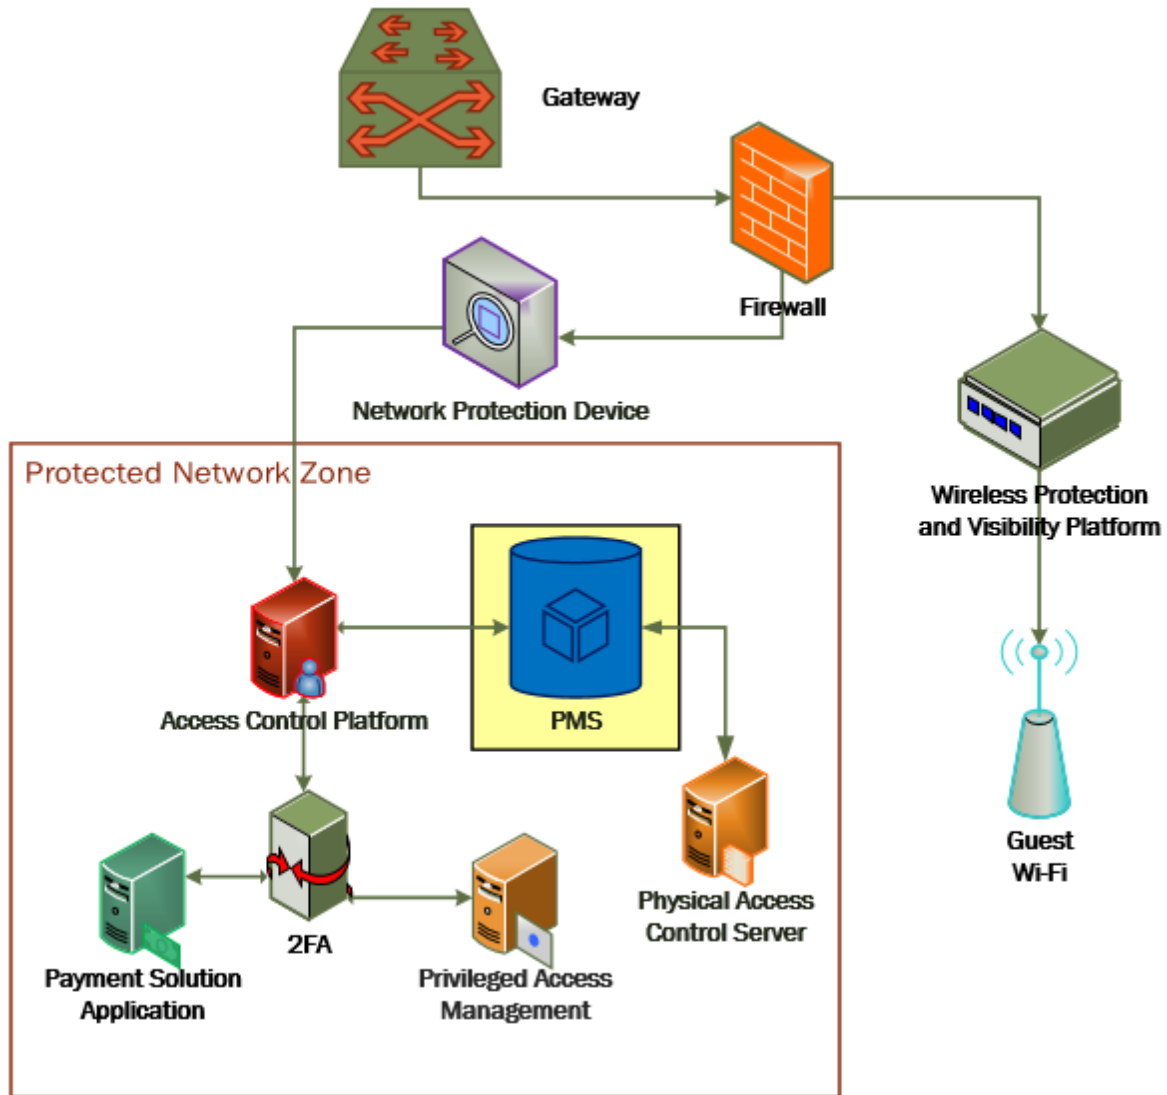 Gateway
Firewall
Network Protection Device
Wireless Protection
and Visibility Platform
Protected Network Zone
Access Control Platform
PMS
Guest
Wi-Fi
Physical Access
Control Server
2FA
Payment Solution
Application
Privileged Access
Management